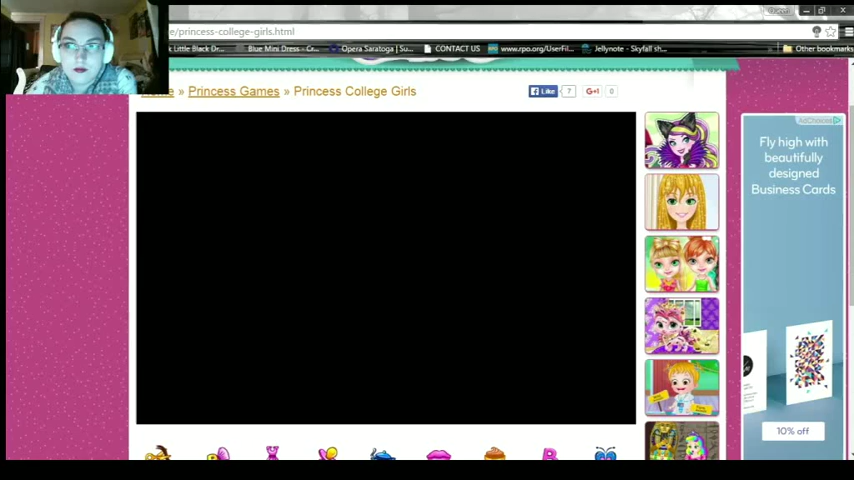 e/princess-college-girls.html
k Little Black Dr...
Blue Mini Dress - Cr...
Opera Saratoga | Su...
CONTACT US
www.rpo.org/UserFil...
Jellynote - Skyfall sh...
Other bookmarks
» Princess Games » Princess College Girls
Like
7
G+1
0
AdChoices
Fly high with
beautifully
designed
Business Cards
10% off